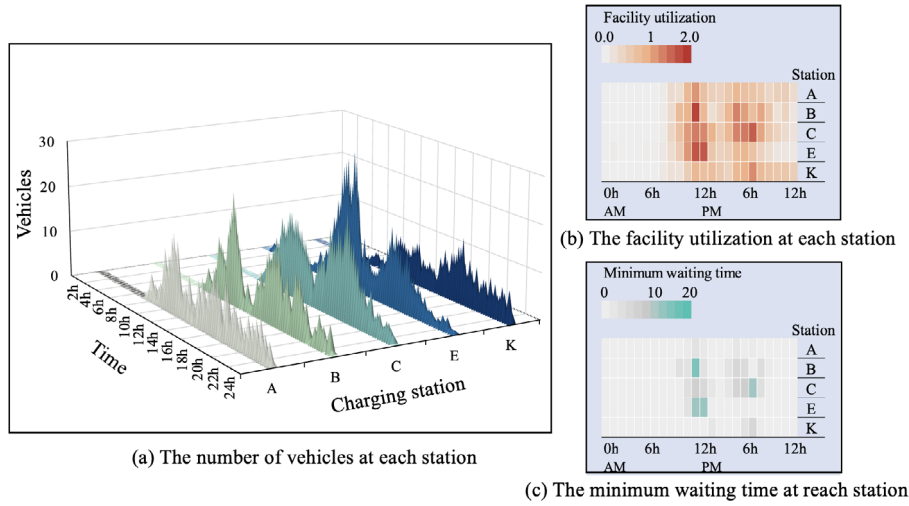 30
20
10
0
Vehicles
2h
4h
6h
8h
10h
12h
14h
16h
18h
20h
22h
24h
Time
A
B
C
E
K
Charging station
(a) The number of vehicles at each station
Facility utilization
0.0 1 2.0
Station
A
B
C
E
K
0h 6h 12h 6h 12h
AM PM
(b) The facility utilization at each station
Minimum waiting time
0 10 20
Station
A
B
C
E
K
0h 6h 12h 6h 12h
AM PM
(c) The minimum waiting time at reach station